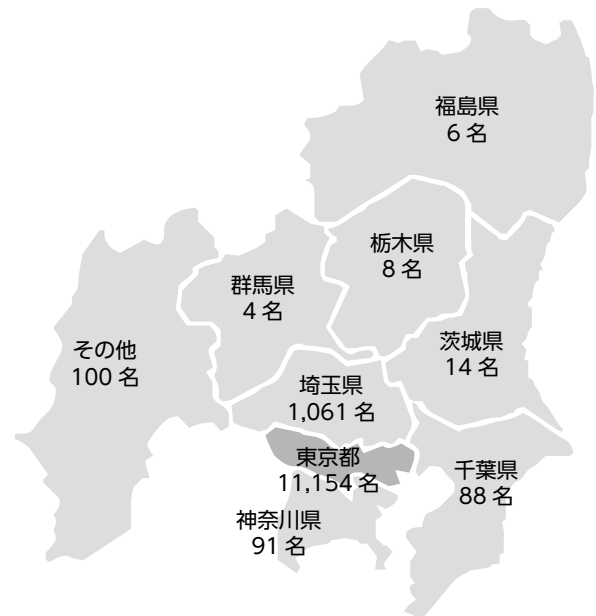 福島県
6 名
栃木県
8 名
群馬県
4 名
茨城県
14 名
その他
100 名
埼玉県
1,061 名
東京都
11,154 名
千葉県
88 名
神奈川県
91 名